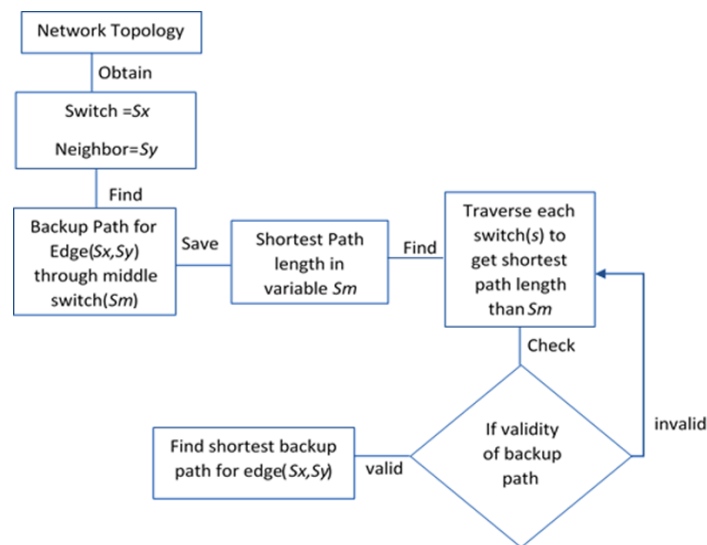 Network Topology
Obtain
Switch =Sx
Neighbor=Sy
Find
Backup Path for
Edge(Sx,Sy)
through middle
switch(Sm)
Save
Shortest Path
length in
variable Sm
Find
Traverse each
switch(s) to
get shortest
path length
than Sm
Check
If validity
of backup
path
invalid
valid
Find shortest backup
path for edge(Sx,Sy)